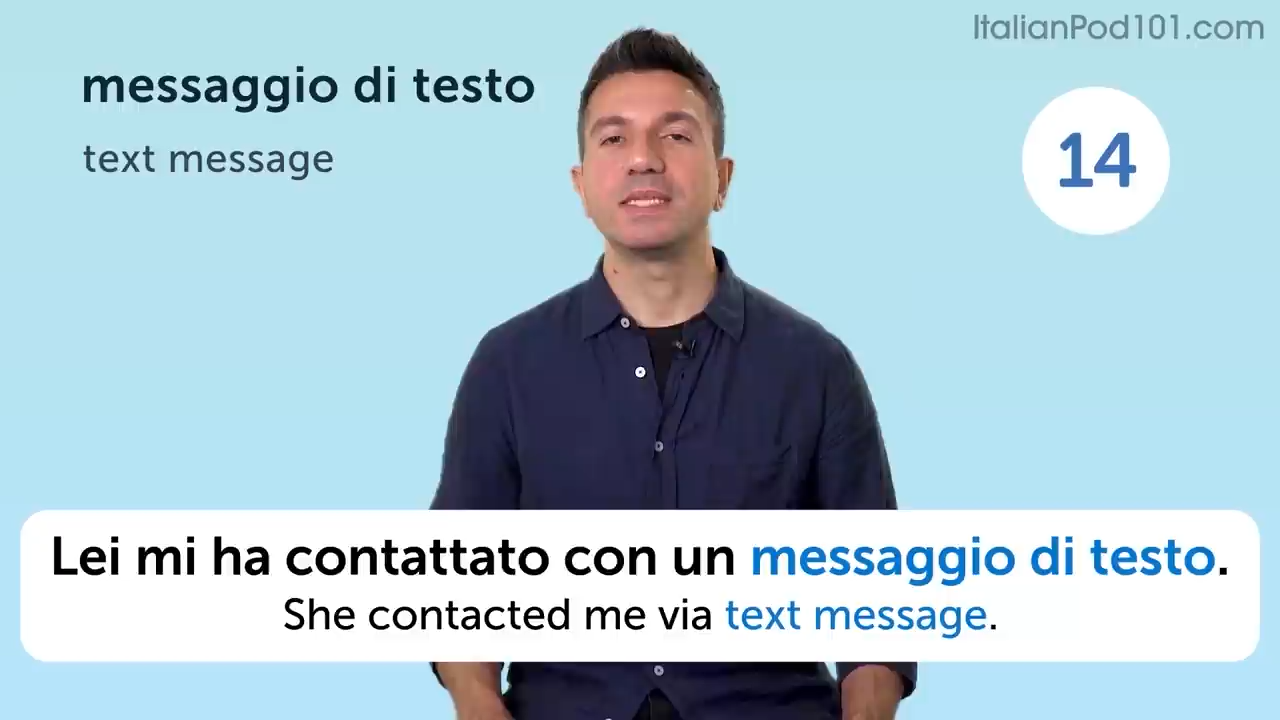 ItalianPod101.com
messaggio di testo
text message
14
Lei mi ha contattato con un messaggio di testo.
She contacted me via text message.